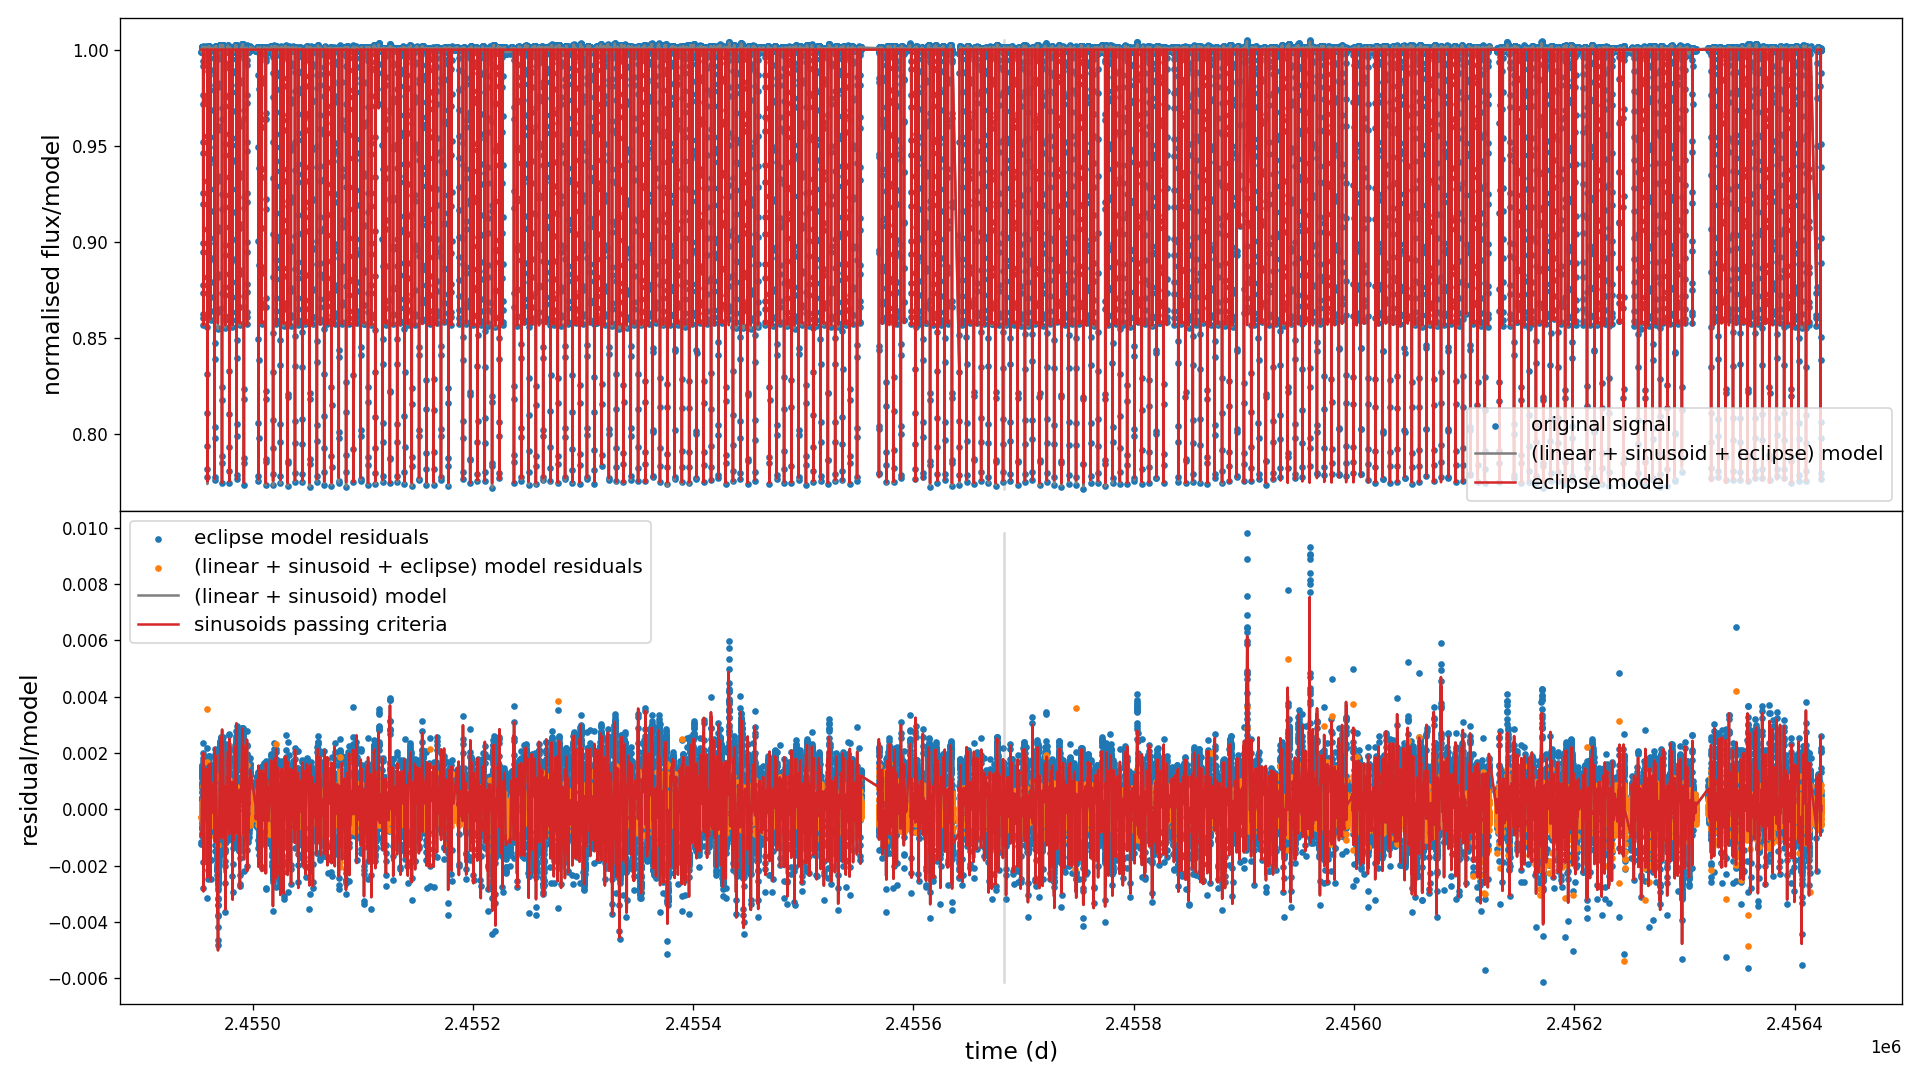 1.00
0.95
0.90
0.85
0.80
normalised flux/model
original signal
(linear + sinusoid + eclipse) model
eclipse model
0.010
0.008
0.006
0.004
0.002
0.000
−0.002
−0.004
−0.006
residual/model
eclipse model residuals
(linear + sinusoid + eclipse) model residuals
(linear + sinusoid) model
sinusoids passing criteria
2.4550
2.4552
2.4554
2.4556
2.4558
2.4560
2.4562
2.4564
1e6
time (d)